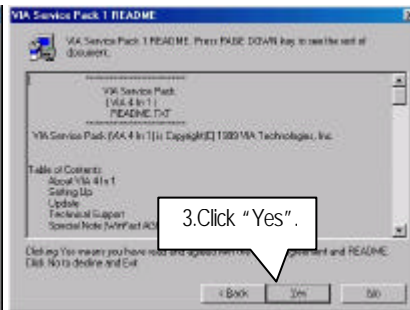 VIA Service Pack 1 README
VIA Service Pack 1 README. Press PAGE DOWN key to see the rest of
document.
VIA Service Pack
(VIA 4 In 1)
README.TXT
VIA Service Pack (VIA 4 In 1) is Copyright(C) 1999 VIA Technologies, Inc.
Table of Contents:
About VIA 4 In 1
Setting Up
Update
Technical Support
Special Note
3.Click "Yes".
Clicking Yes means you have read and agreed
and README.
Click No to decline and Exit
< Back
Yes
No